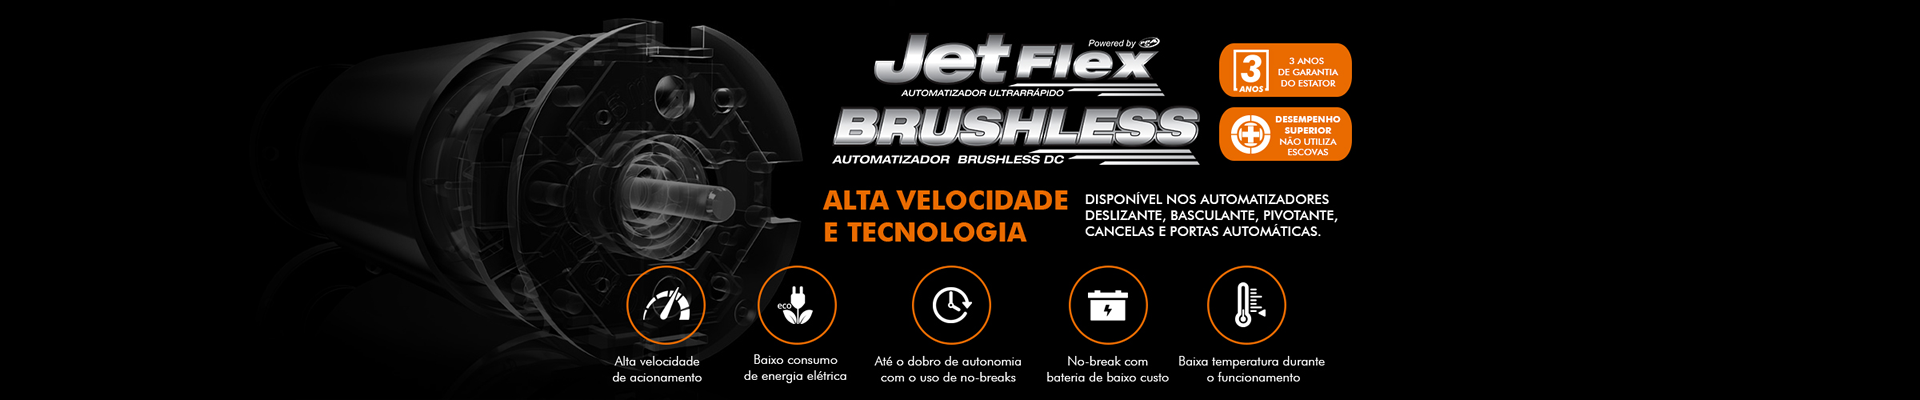 JetFlex
Powered by PCA
AUTOMATIZADOR ULTRARRÁPIDO
BRUSHLESS
AUTOMATIZADOR BRUSHLESS DC
3
ANOS
3 ANOS
DE GARANTIA
DO ESTATOR
DESEMPENHO
SUPERIOR
NÃO UTILIZA
ESCOVAS
ALTA VELOCIDADE
E TECNOLOGIA
DISPONÍVEL NOS AUTOMATIZADORES
DESLIZANTE, BASCULANTE, PIVOTANTE,
CANCELAS E PORTAS AUTOMÁTICAS.
eco
Alta velocidade
de acionamento
Baixo consumo
de energia elétrica
Até o dobro de autonomia
com o uso de no-breaks
No-break com
bateria de baixo custo
Baixa temperatura durante
o funcionamento